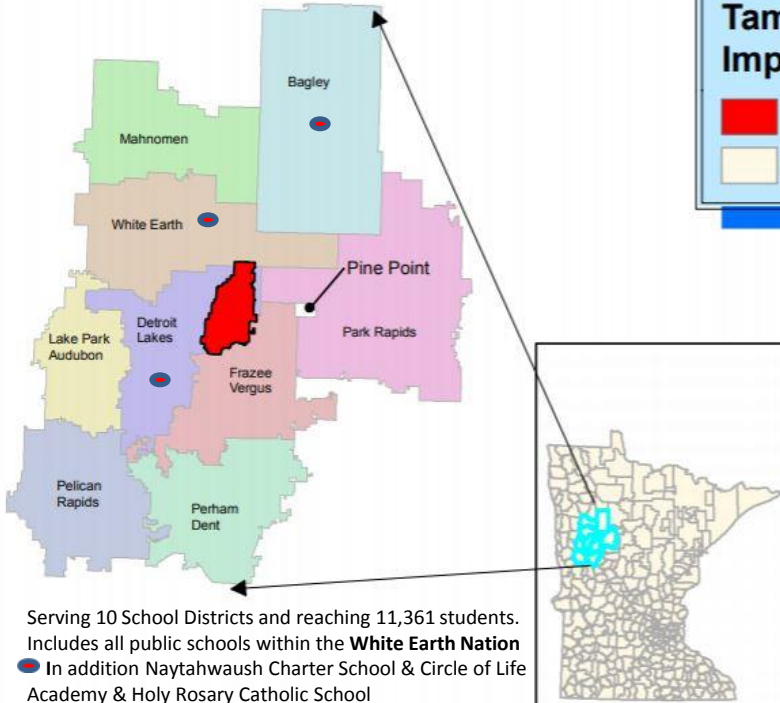 Tam
Imp
Bagley
Mahnomen
White Earth
Pine Point
Detroit
Lakes
Lake Park
Audubon
Park Rapids
Frazee
Vergus
Pelican
Rapids
Perham
Dent
Serving 10 School Districts and reaching 11,361 students.
Includes all public schools within the White Earth Nation
In addition Naytahwaush Charter School & Circle of Life
Academy & Holy Rosary Catholic School